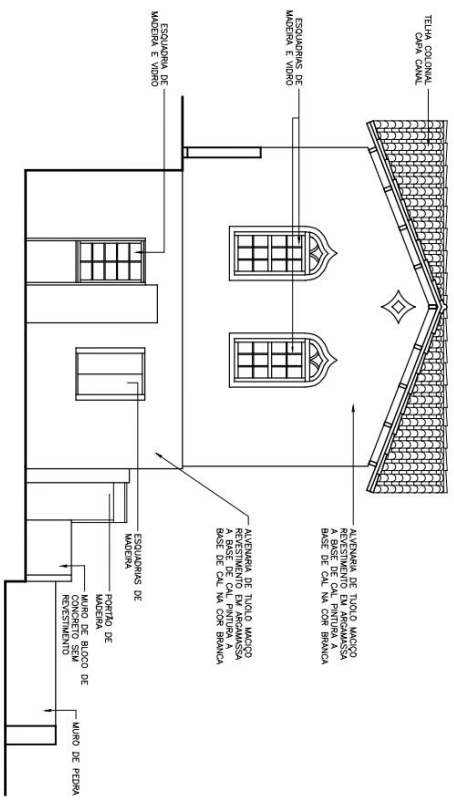 TELHA COLONIAL
CAPA CANAL
ESQUADRIAS DE
MADEIRA E VIDRO
ESQUADRIA DE
MADEIRA E VIDRO
ALVENARIA DE TIJOLO MACIÇO
REVESTIMENTO EM ARGAMASSA
A BASE DE CAL PINTURA A
BASE DE CAL NA COR BRANCA
ALVENARIA DE TIJOLO MACIÇO
REVESTIMENTO EM ARGAMASSA
A BASE DE CAL PINTURA A
BASE DE CAL NA COR BRANCA
ESQUADRIAS DE
MADEIRA
PORTÃO DE
MADEIRA
MURO DE BLOCO DE
CONCRETO SEM
REVESTIMENTO
MURO DE PEDRA